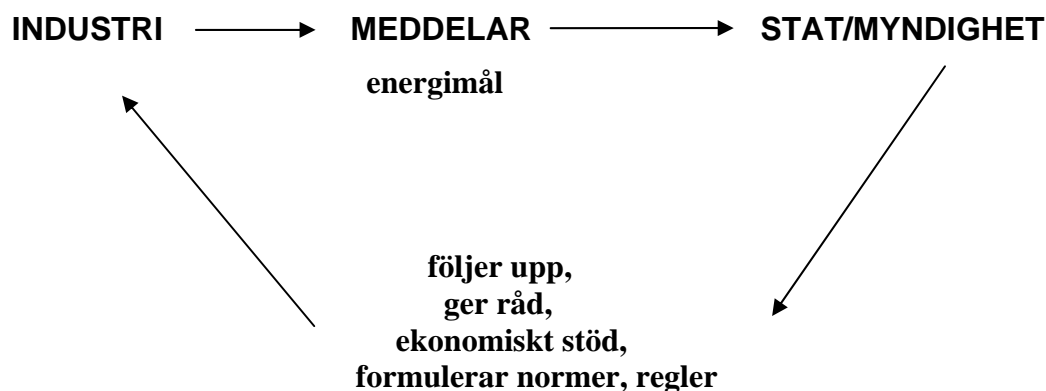 INDUSTRI MEDDELAR STAT/MYNDIGHET
energimål
följer upp,
ger råd,
ekonomiskt stöd,
formulerar normer, regler